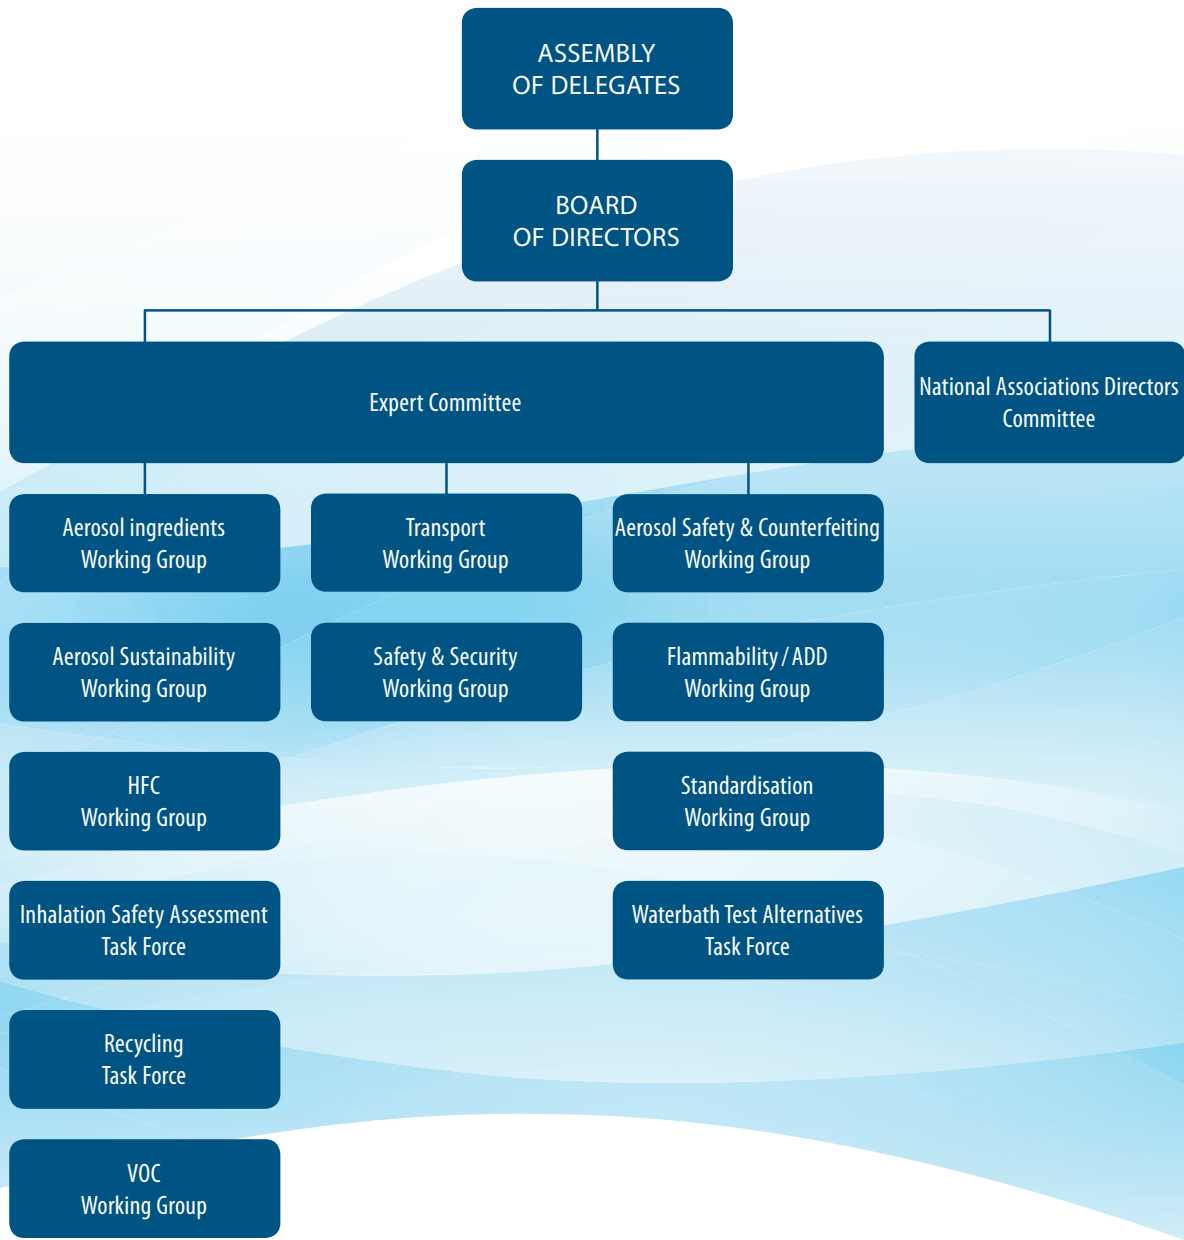 ASSEMBLY
OF DELEGATES
BOARD
OF DIRECTORS
Expert Committee
National Associations Directors
Committee
Aerosol ingredients
Working Group
Transport
Working Group
Aerosol Safety & Counterfeiting
Working Group
Aerosol Sustainability
Working Group
Safety & Security
Working Group
Flammability / ADD
Working Group
HFC
Working Group
Standardisation
Working Group
Inhalation Safety Assessment
Task Force
Waterbath Test Alternatives
Task Force
Recycling
Task Force
VOC
Working Group